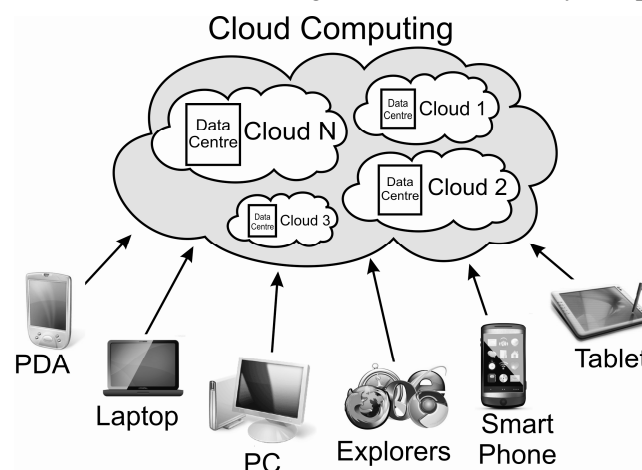 Cloud Computing
Data
Centre
Cloud N
Data
Centre
Cloud 1
Data
Centre
Cloud 2
Data
Centre
Cloud 3
PDA
Laptop
PC
Explorers
Smart
Phone
Tablet